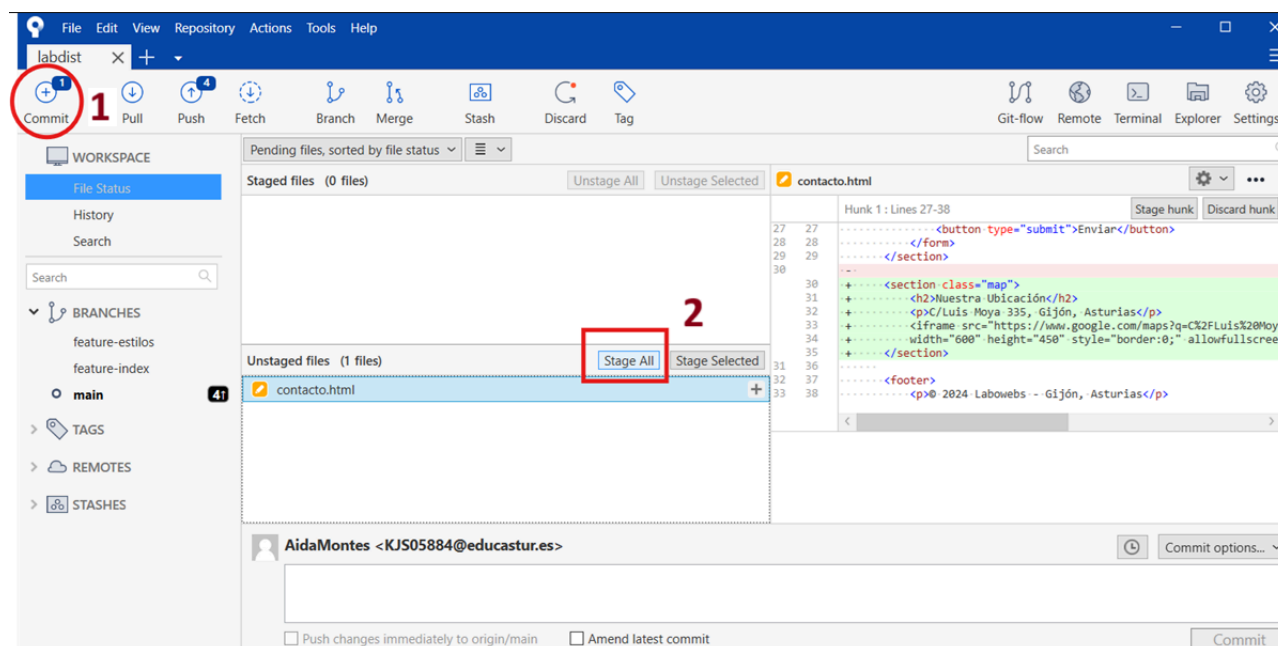 File Edit View Repository Actions Tools Help
labdist
1 4
Commit 1 Pull Push Fetch Branch Merge Stash Discard Tag Git-flow Remote Terminal Explorer Settings
WORKSPACE
File Status
History
Search
Search
BRANCHES
feature-estilos
feature-index
main 4↑
TAGS
REMOTES
STASHES
Pending files, sorted by file status
Search
Staged files (0 files) Unstage All Unstage Selected
2
Unstaged files (1 files) Stage All Stage Selected
contacto.html
contacto.html
Hunk 1 : Lines 27-38 Stage hunk Discard hunk
27 27 <button type="submit">Enviar</button>
28 28 </form>
29 29 </section>
30 -
30 + <section class="map">
31 + <h2>Nuestra Ubicación</h2>
32 + <p>C/Luis Moya 335, Gijón, Asturias</p>
33 + <iframe src="https://www.google.com/maps?q=C%2FLuis%20Moy
34 + width="600" height="450" style="border:0;" allowfullscree
35 + </section>
31 36
32 37 <footer>
33 38 <p>© 2024 Labowebs - Gijón, Asturias</p>
AidaMontes <KJS05884@educastur.es>
Commit options...
Push changes immediately to origin/main Amend latest commit Commit